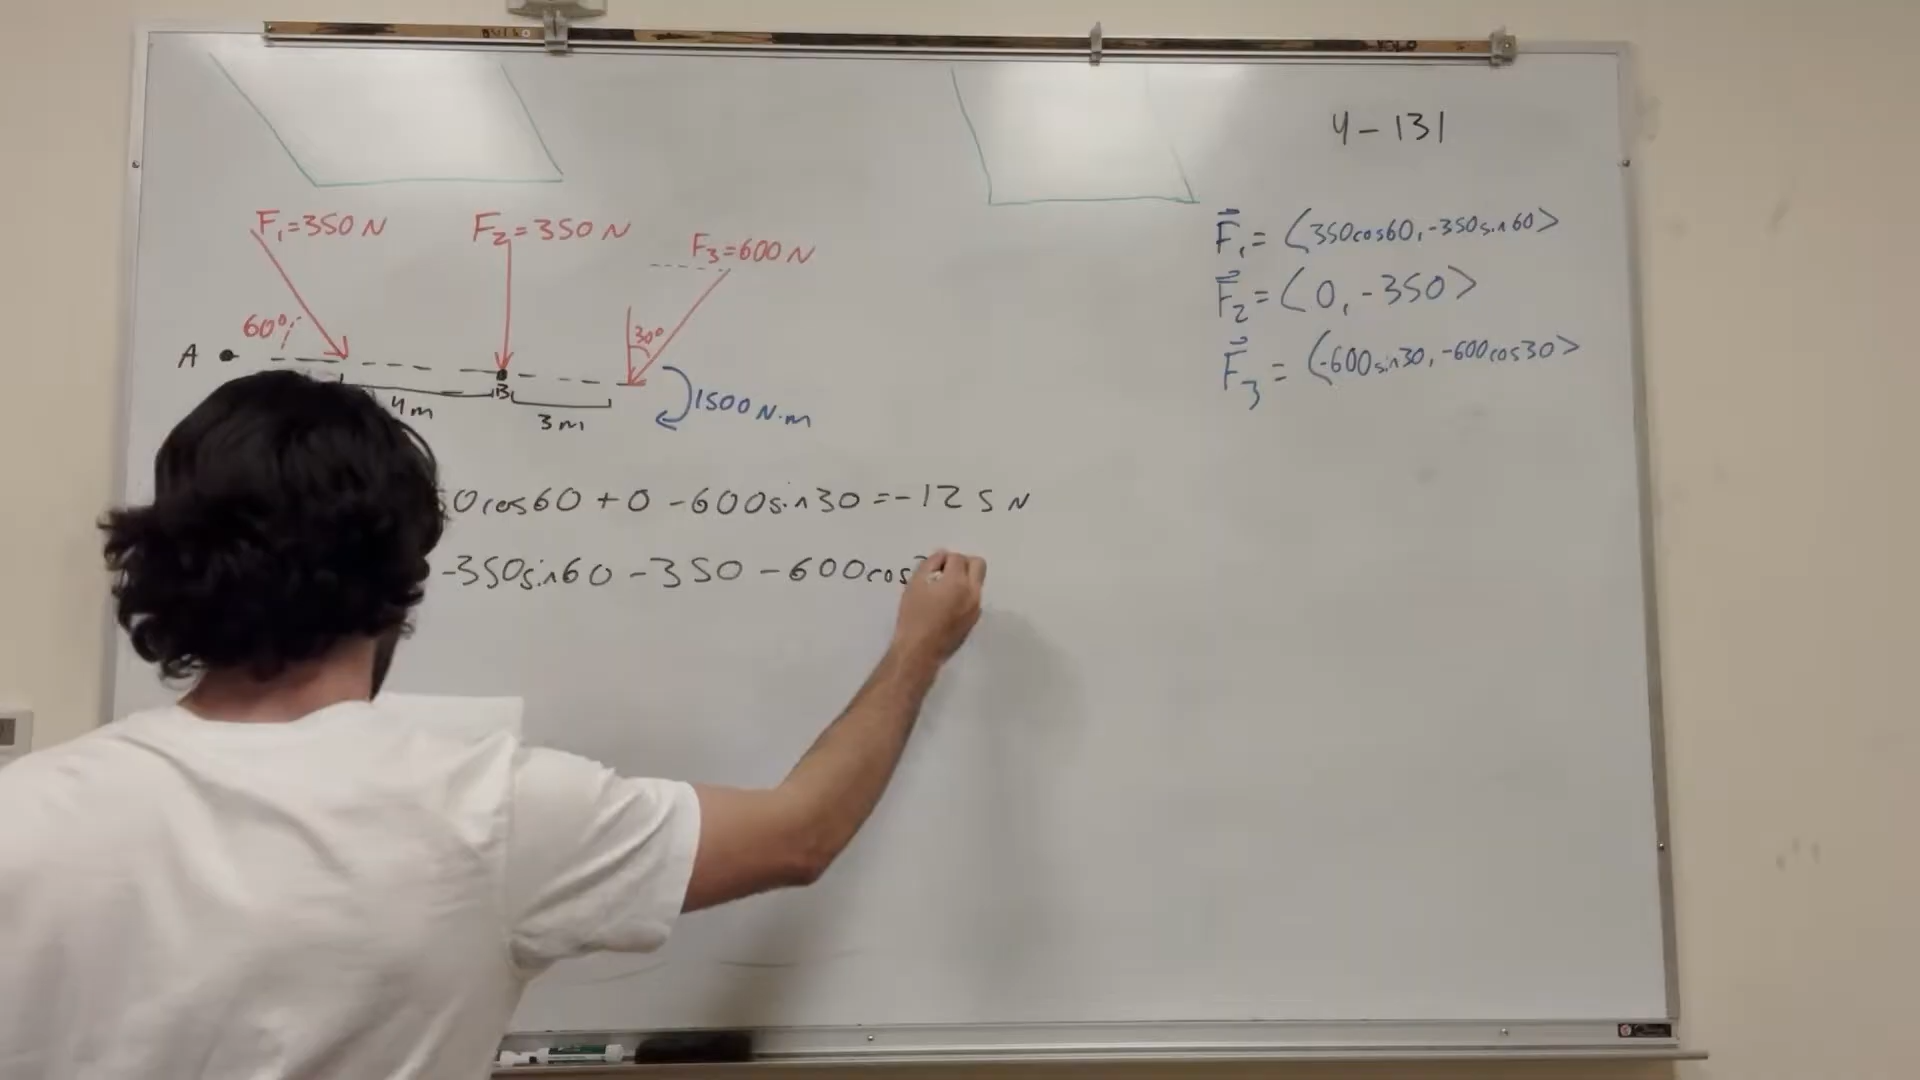 4-131
F₁=350 N
F₂=350 N
F₃=600 N
60°
30°
A
B
4m
3m
1500 N·m
F⃗₁= ⟨350cos60, -350sin60⟩
F⃗₂= ⟨0, -350⟩
F⃗₃ = ⟨-600sin30, -600cos30⟩
0cos60 + 0 - 600sin30 = -125 N
-350sin60 - 350 - 600cos